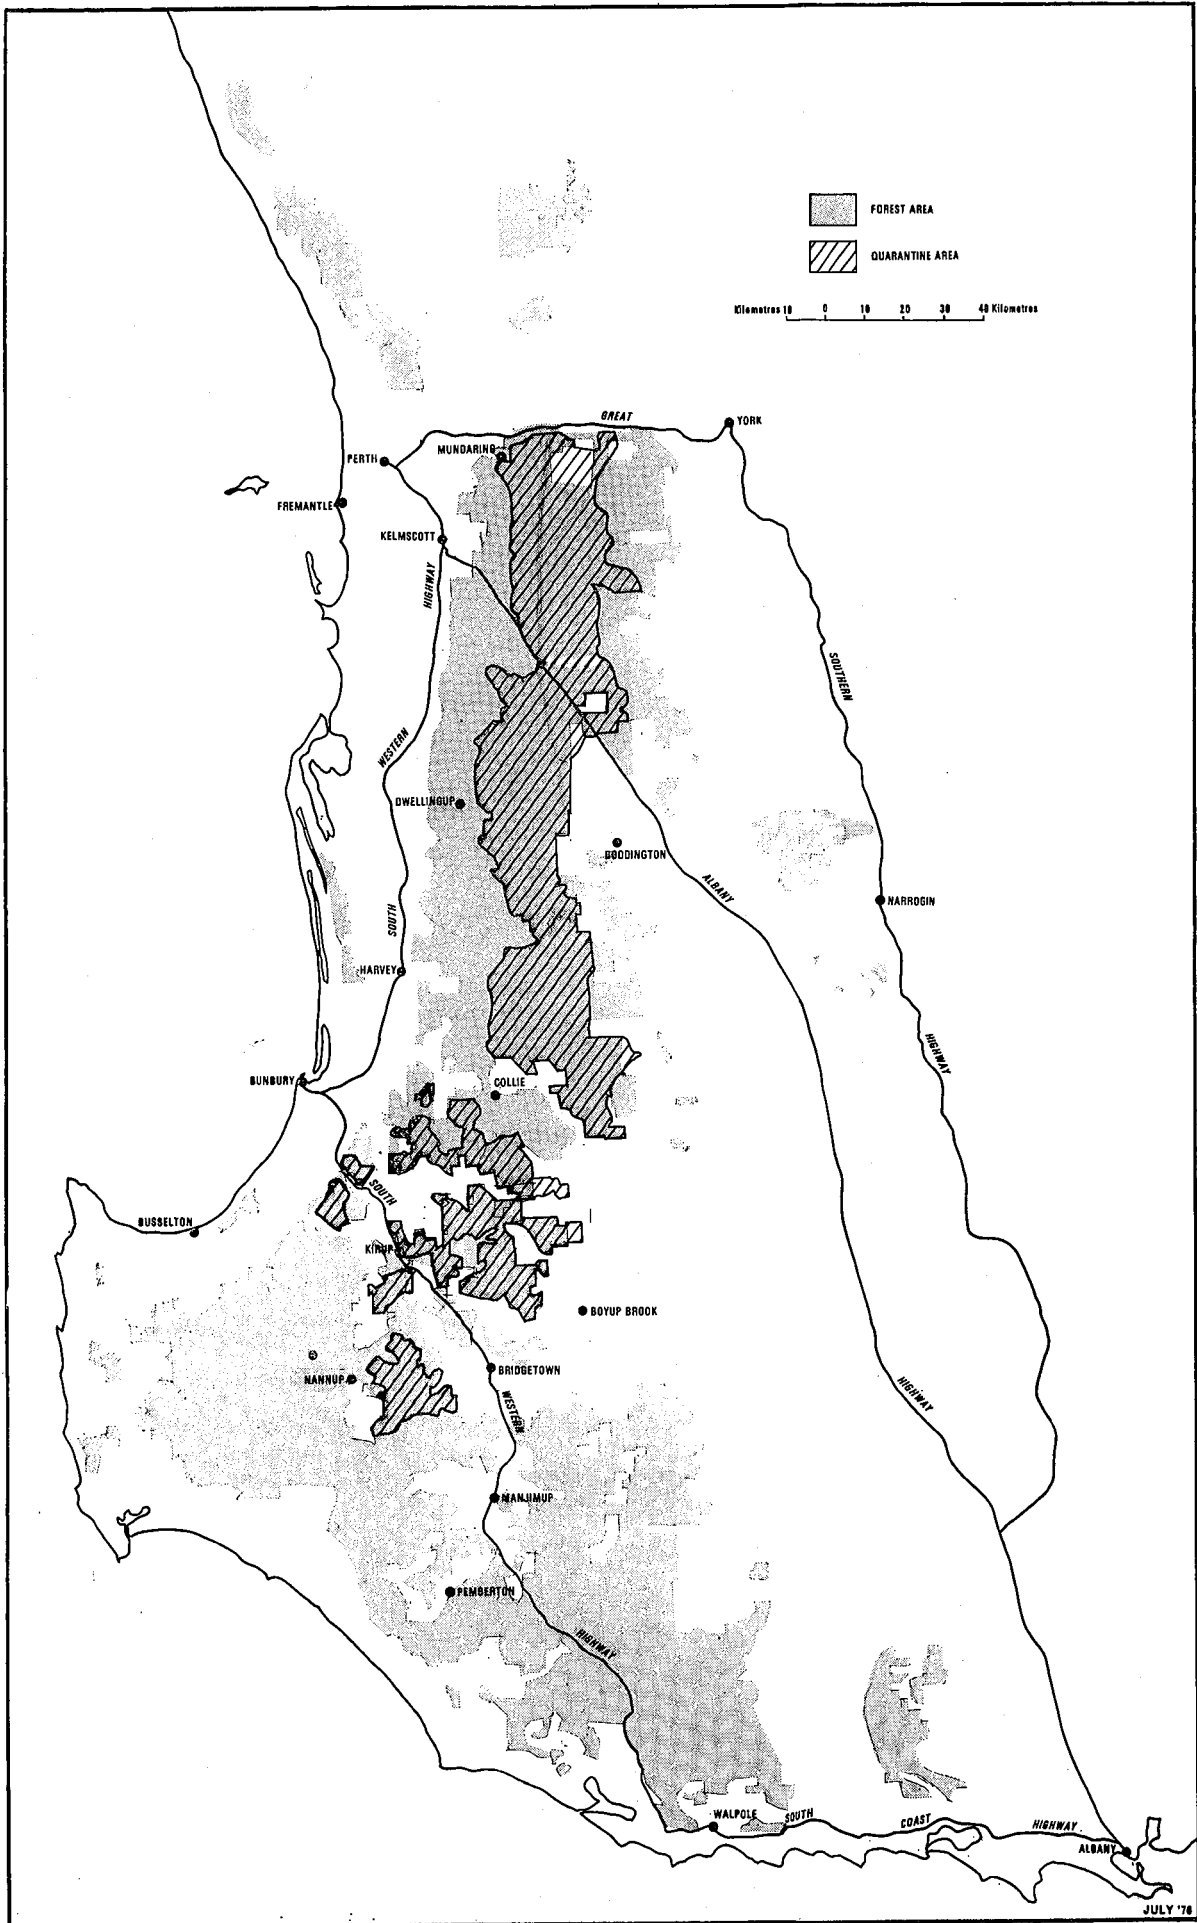 FOREST AREA
QUARANTINE AREA
Kilometres 10 0 10 20 30 40 Kilometres
GREAT
YORK
MUNDARING
PERTH
FREMANTLE
KELMSCOTT
HIGHWAY
SOUTHERN
WESTERN
DWELLINGUP
BODDINGTON
ALBANY
NARROGIN
SOUTH
HARVEY
HIGHWAY
BUNBURY
COLLIE
SOUTH
BUSSELTON
KIRUP
BOYUP BROOK
BRIDGETOWN
NANNUP
WESTERN
HIGHWAY
MANJIMUP
PEMBERTON
HIGHWAY
WALPOLE
SOUTH
COAST
HIGHWAY
ALBANY
JULY '78